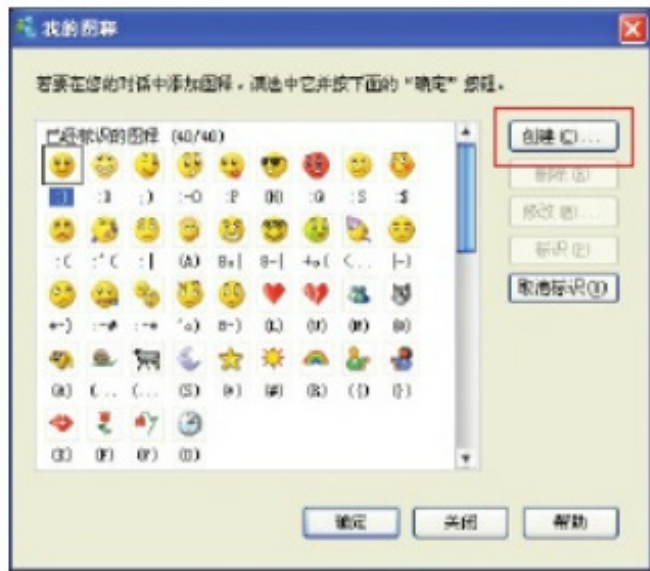 我的图释
若要在您的对话中添加图释，请选中它并按下面的“确定”按钮。
已经标识的图释 (40/40)
创建(C)...
:) :D ;) :-O :P (H) :@ :S :$
删除(R)
修改(M)...
:( :'( :| (A) 8o| 8-| +o( <... |-)
标识(P)
取消标识(Y)
*-) :-# :-* ^o) 8-) (L) (U) (M) (@)
(&) (... (... (S) (*) (#) (R) ({) (})
(K) (F) (W) (O)
确定 关闭 帮助